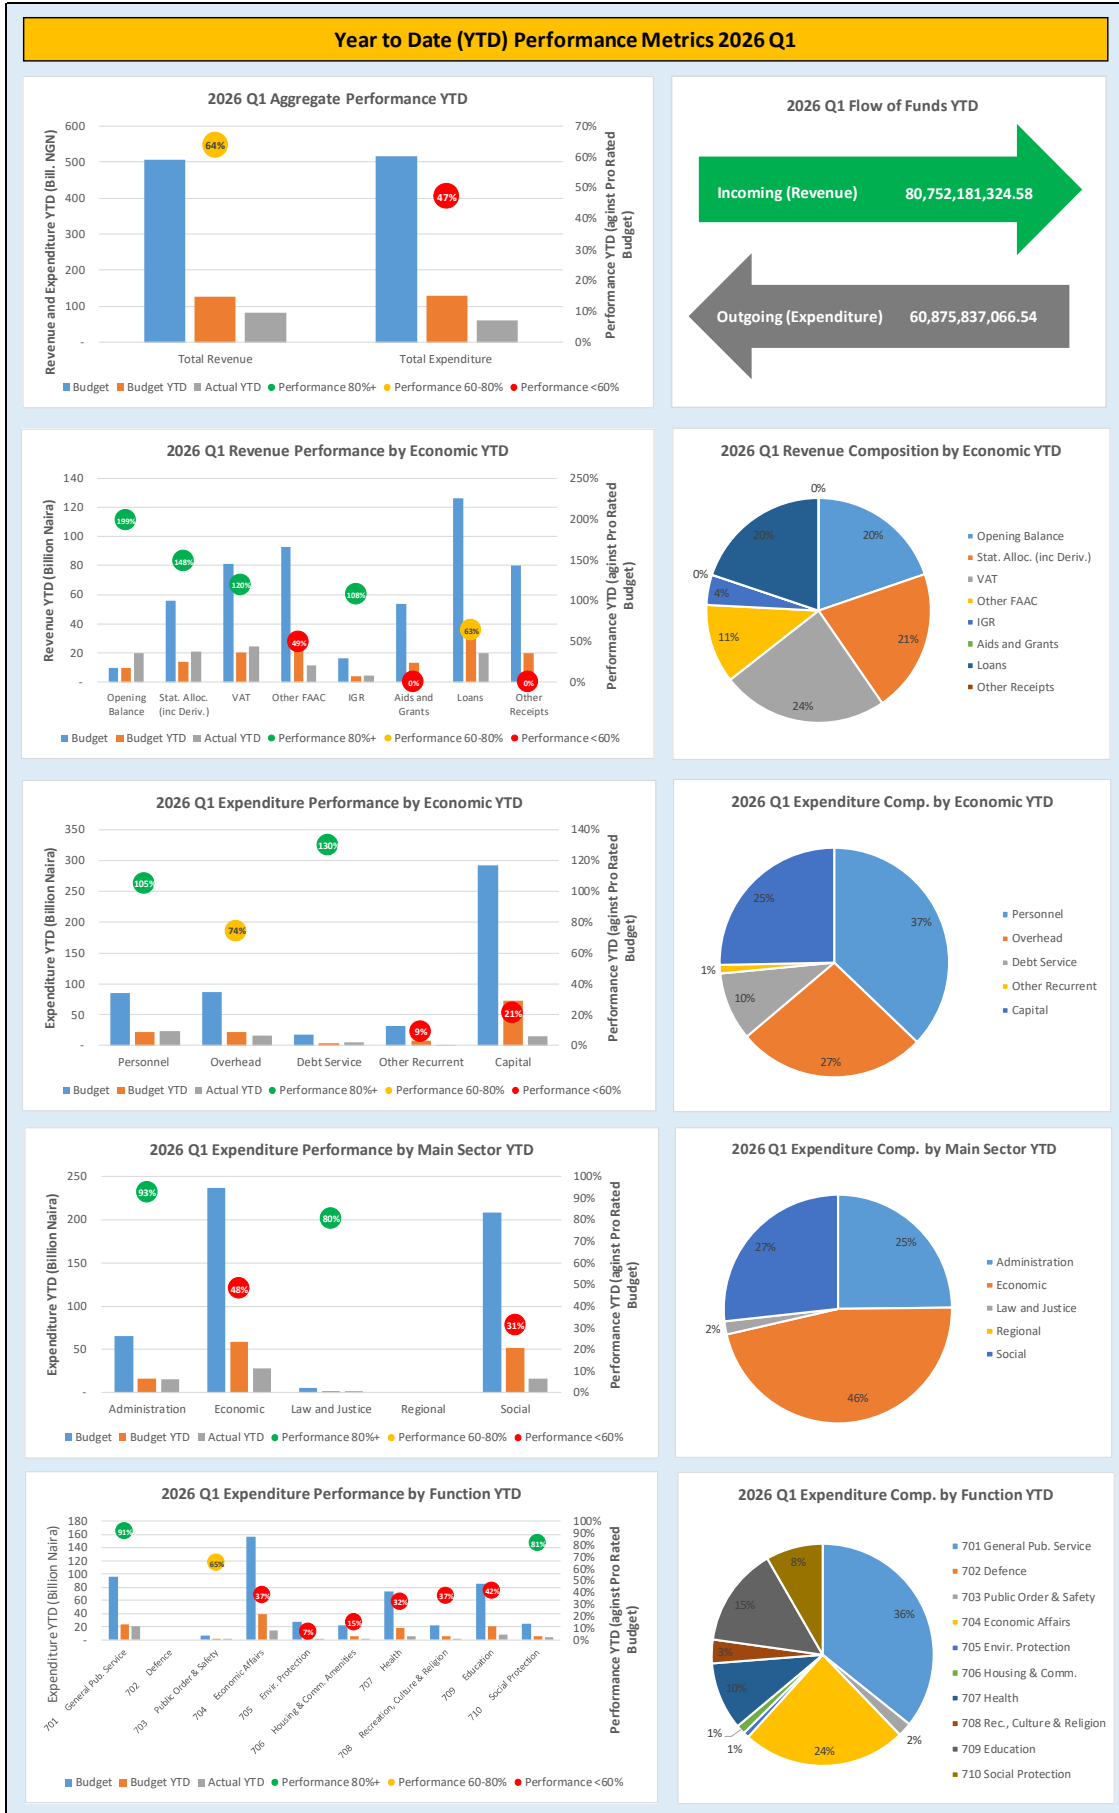 Year to Date (YTD) Performance Metrics 2026 Q1
2026 Q1 Aggregate Performance YTD
Revenue and Expenditure YTD (Bill. NGN)
600
500
400
300
200
100
-
70%
60%
50%
40%
30%
20%
10%
0%
Performance YTD (aginst Pro Rated Budget)
64%
47%
Total Revenue
Total Expenditure
Budget Budget YTD Actual YTD Performance 80%+ Performance 60-80% Performance <60%
2026 Q1 Flow of Funds YTD
Incoming (Revenue) 80,752,181,324.58
Outgoing (Expenditure) 60,875,837,066.54
2026 Q1 Revenue Performance by Economic YTD
Revenue YTD (Billion Naira)
140
120
100
80
60
40
20
-
250%
200%
150%
100%
50%
0%
Performance YTD (aginst Pro Rated Budget)
199%
148%
120%
49%
108%
0%
63%
0%
Opening Balance
Stat. Alloc. (inc Deriv.)
VAT
Other FAAC
IGR
Aids and Grants
Loans
Other Receipts
Budget Budget YTD Actual YTD Performance 80%+ Performance 60-80% Performance <60%
2026 Q1 Revenue Composition by Economic YTD
0%
20%
21%
24%
11%
4%
0%
20%
Opening Balance
Stat. Alloc. (inc Deriv.)
VAT
Other FAAC
IGR
Aids and Grants
Loans
Other Receipts
2026 Q1 Expenditure Performance by Economic YTD
Expenditure YTD (Billion Naira)
350
300
250
200
150
100
50
-
140%
120%
100%
80%
60%
40%
20%
0%
Performance YTD (aginst Pro Rated Budget)
105%
74%
130%
9%
21%
Personnel
Overhead
Debt Service
Other Recurrent
Capital
Budget Budget YTD Actual YTD Performance 80%+ Performance 60-80% Performance <60%
2026 Q1 Expenditure Comp. by Economic YTD
37%
27%
10%
1%
25%
Personnel
Overhead
Debt Service
Other Recurrent
Capital
2026 Q1 Expenditure Performance by Main Sector YTD
Expenditure YTD (Billion Naira)
250
200
150
100
50
-
100%
90%
80%
70%
60%
50%
40%
30%
20%
10%
0%
Performance YTD (aginst Pro Rated Budget)
93%
48%
80%
31%
Administration
Economic
Law and Justice
Regional
Social
Budget Budget YTD Actual YTD Performance 80%+ Performance 60-80% Performance <60%
2026 Q1 Expenditure Comp. by Main Sector YTD
25%
46%
2%
27%
Administration
Economic
Law and Justice
Regional
Social
2026 Q1 Expenditure Performance by Function YTD
Expenditure YTD (Billion Naira)
180
160
140
120
100
80
60
40
20
-
100%
90%
80%
70%
60%
50%
40%
30%
20%
10%
0%
Performance YTD (aginst Pro Rated Budget)
91%
65%
37%
7%
15%
32%
37%
42%
81%
701 General Pub. Service
702 Defence
703 Public Order & Safety
704 Economic Affairs
705 Envir. Protection
706 Housing & Comm. Amenities
707 Health
708 Recreation, Culture & Religion
709 Education
710 Social Protection
Budget Budget YTD Actual YTD Performance 80%+ Performance 60-80% Performance <60%
2026 Q1 Expenditure Comp. by Function YTD
36%
2%
24%
1%
1%
10%
3%
15%
8%
701 General Pub. Service
702 Defence
703 Public Order & Safety
704 Economic Affairs
705 Envir. Protection
706 Housing & Comm.
707 Health
708 Rec., Culture & Religion
709 Education
710 Social Protection